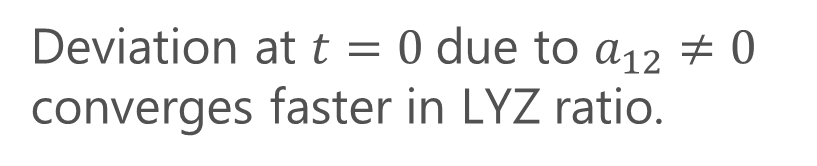 Deviation at 𝑡 = 0 due to 𝑎₁₂ ≠ 0
converges faster in LYZ ratio.